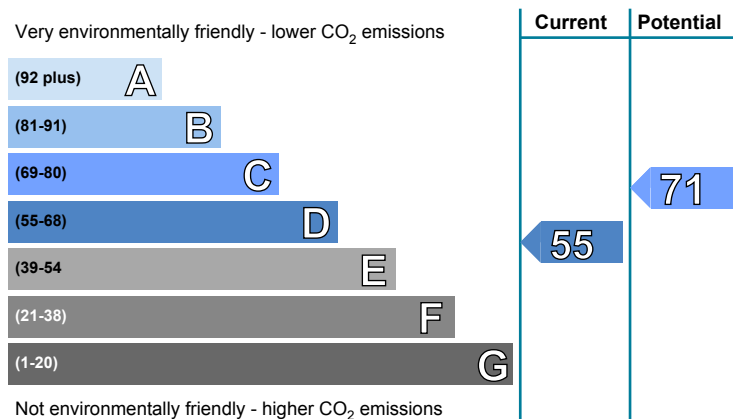 Current Potential
Very environmentally friendly - lower CO2 emissions
(92 plus) A
(81-91) B
(69-80) C
71
(55-68) D
55
(39-54 E
(21-38) F
(1-20) G
Not environmentally friendly - higher CO2 emissions